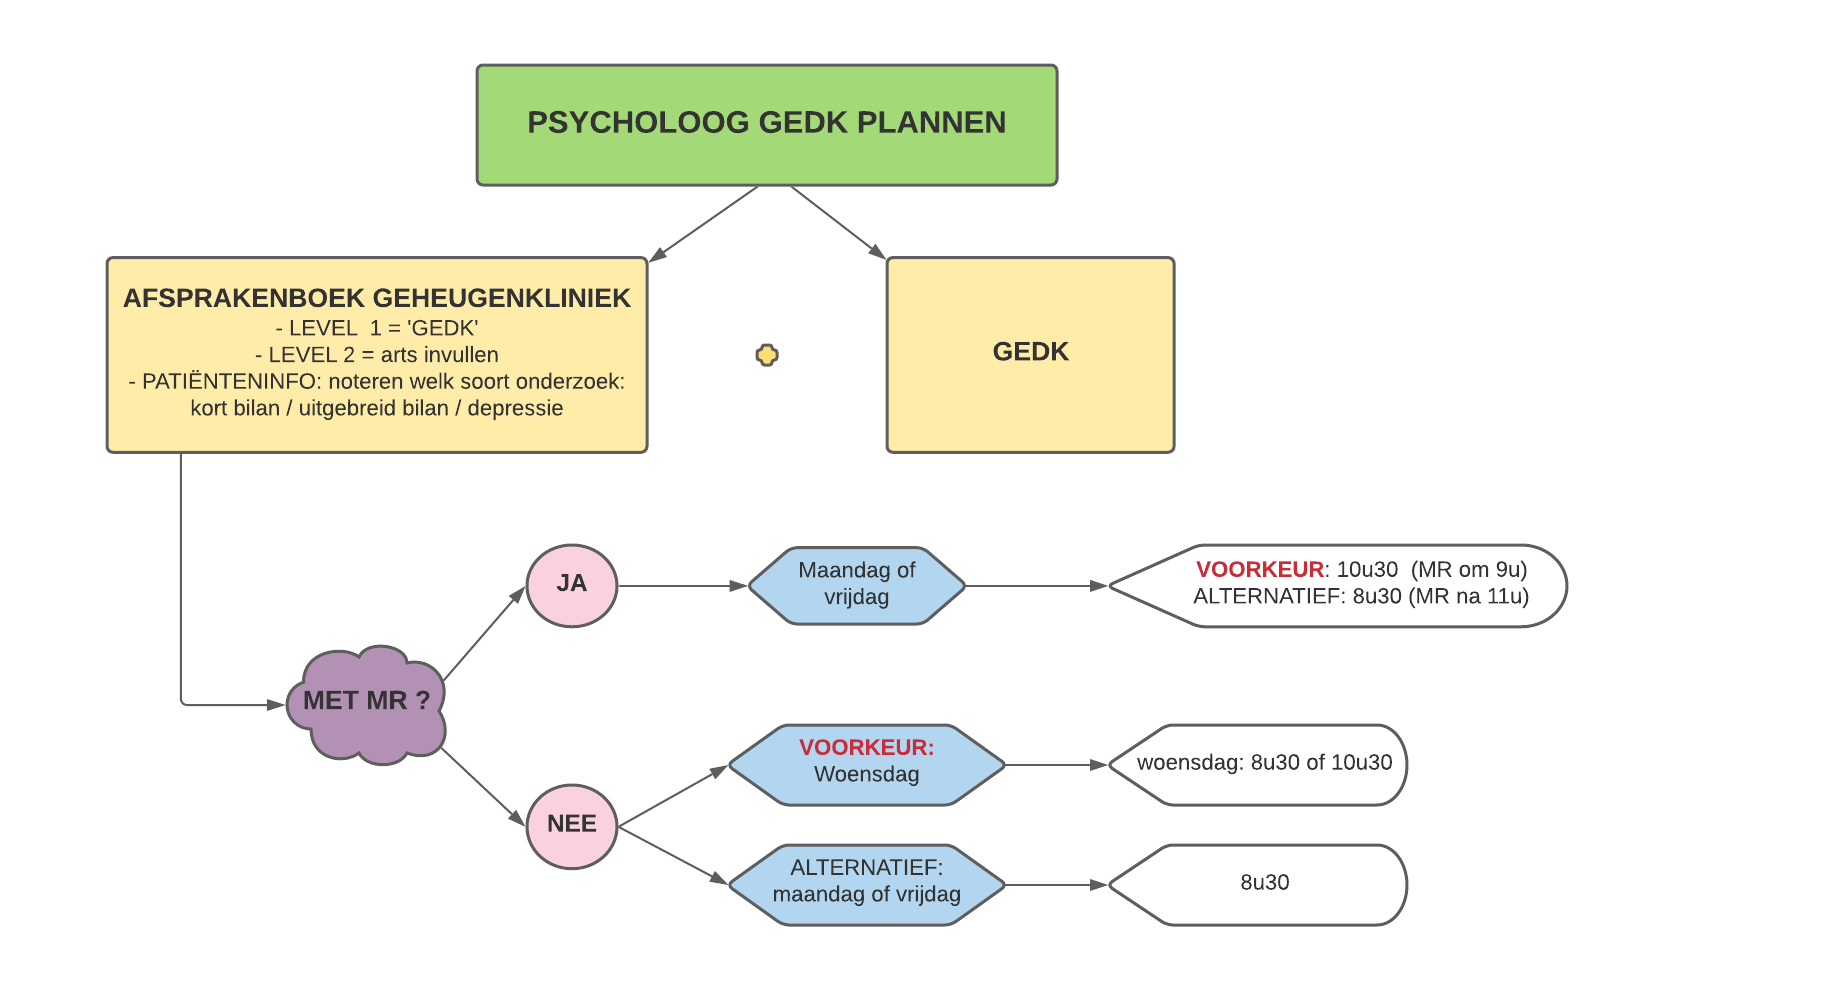 PSYCHOLOOG GEDK PLANNEN
AFSPRAKENBOEK GEHEUGENKLINIEK
- LEVEL  1 = 'GEDK'
- LEVEL 2 = arts invullen
- PATIËNTENINFO: noteren welk soort onderzoek:
kort bilan / uitgebreid bilan / depressie
GEDK
MET MR ?
JA
Maandag of
vrijdag
VOORKEUR: 10u30  (MR om 9u)
ALTERNATIEF: 8u30 (MR na 11u)
NEE
VOORKEUR:
Woensdag
woensdag: 8u30 of 10u30
ALTERNATIEF:
maandag of vrijdag
8u30